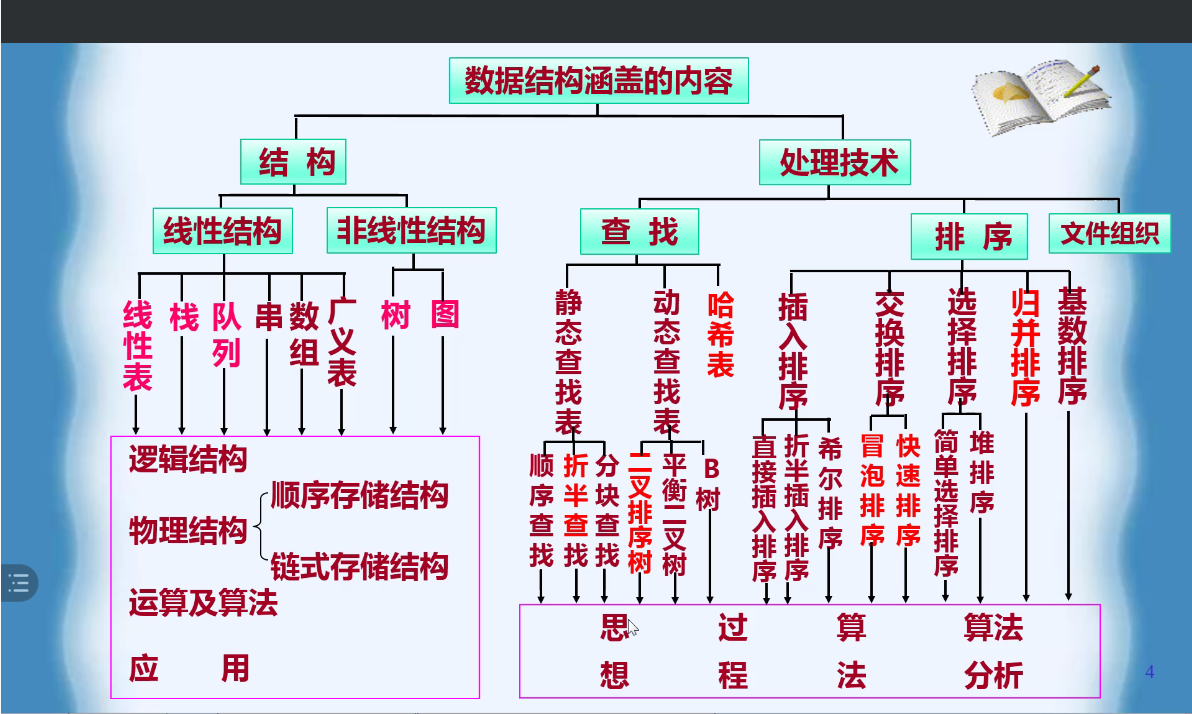 数据结构涵盖的内容
结 构
处理技术
线性结构
非线性结构
查 找
排 序
文件组织
线性表
栈
队列
串
数组
广义表
树
图
静态查找表
动态查找表
哈希表
插入排序
交换排序
选择排序
归并排序
基数排序
顺序查找
折半查找
分块查找
二叉排序树
平衡二叉树
B树
直接插入排序
折半插入排序
希尔排序
冒泡排序
快速排序
简单选择排序
堆排序
逻辑结构
物理结构
顺序存储结构
链式存储结构
运算及算法
应 用
思想
过程
算法
算法分析
4